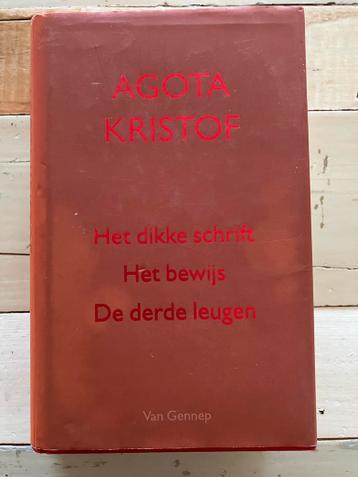 AGOTA
KRISTOF
Het dikke schrift
Het bewijs
De derde leugen
Van Gennep